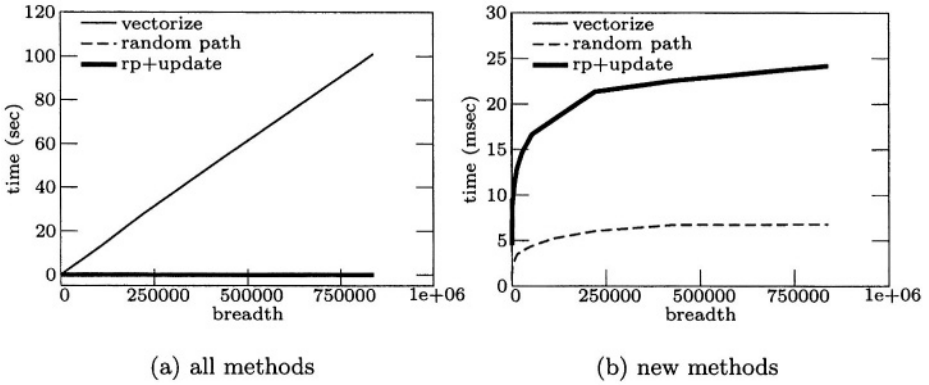 120
100
80
60
40
20
0
time (sec)
vectorize
random path
rp+update
0 250000 500000 750000 1e+06
breadth
(a) all methods
30
25
20
15
10
5
0
time (msec)
vectorize
random path
rp+update
0 250000 500000 750000 1e+06
breadth
(b) new methods